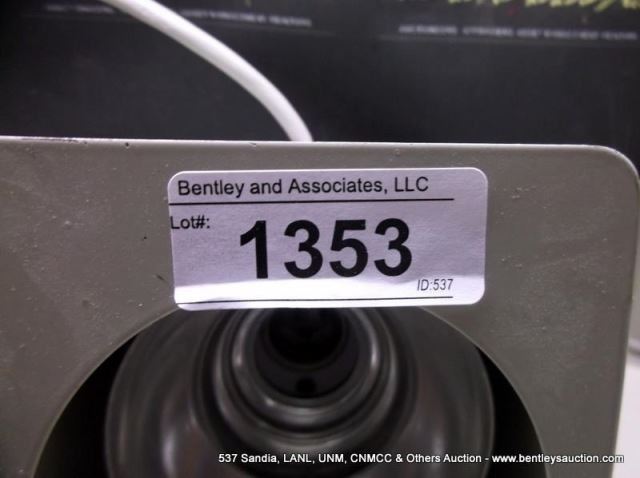 Bentley and Associates, LLC
Lot#:
1353
ID:537
537 Sandia, LANL, UNM, CNMCC & Others Auction - www.bentleysauction.com